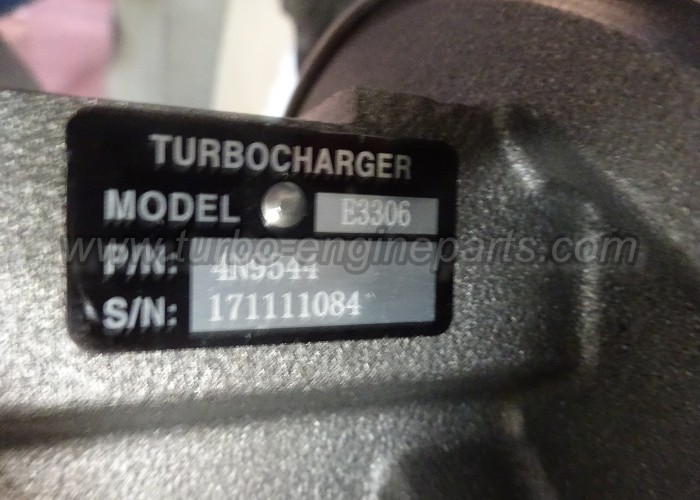 TURBOCHARGER
MODEL E3306
www.turbo-engineparts.com
P/N: 4N9544
S/N: 171111084